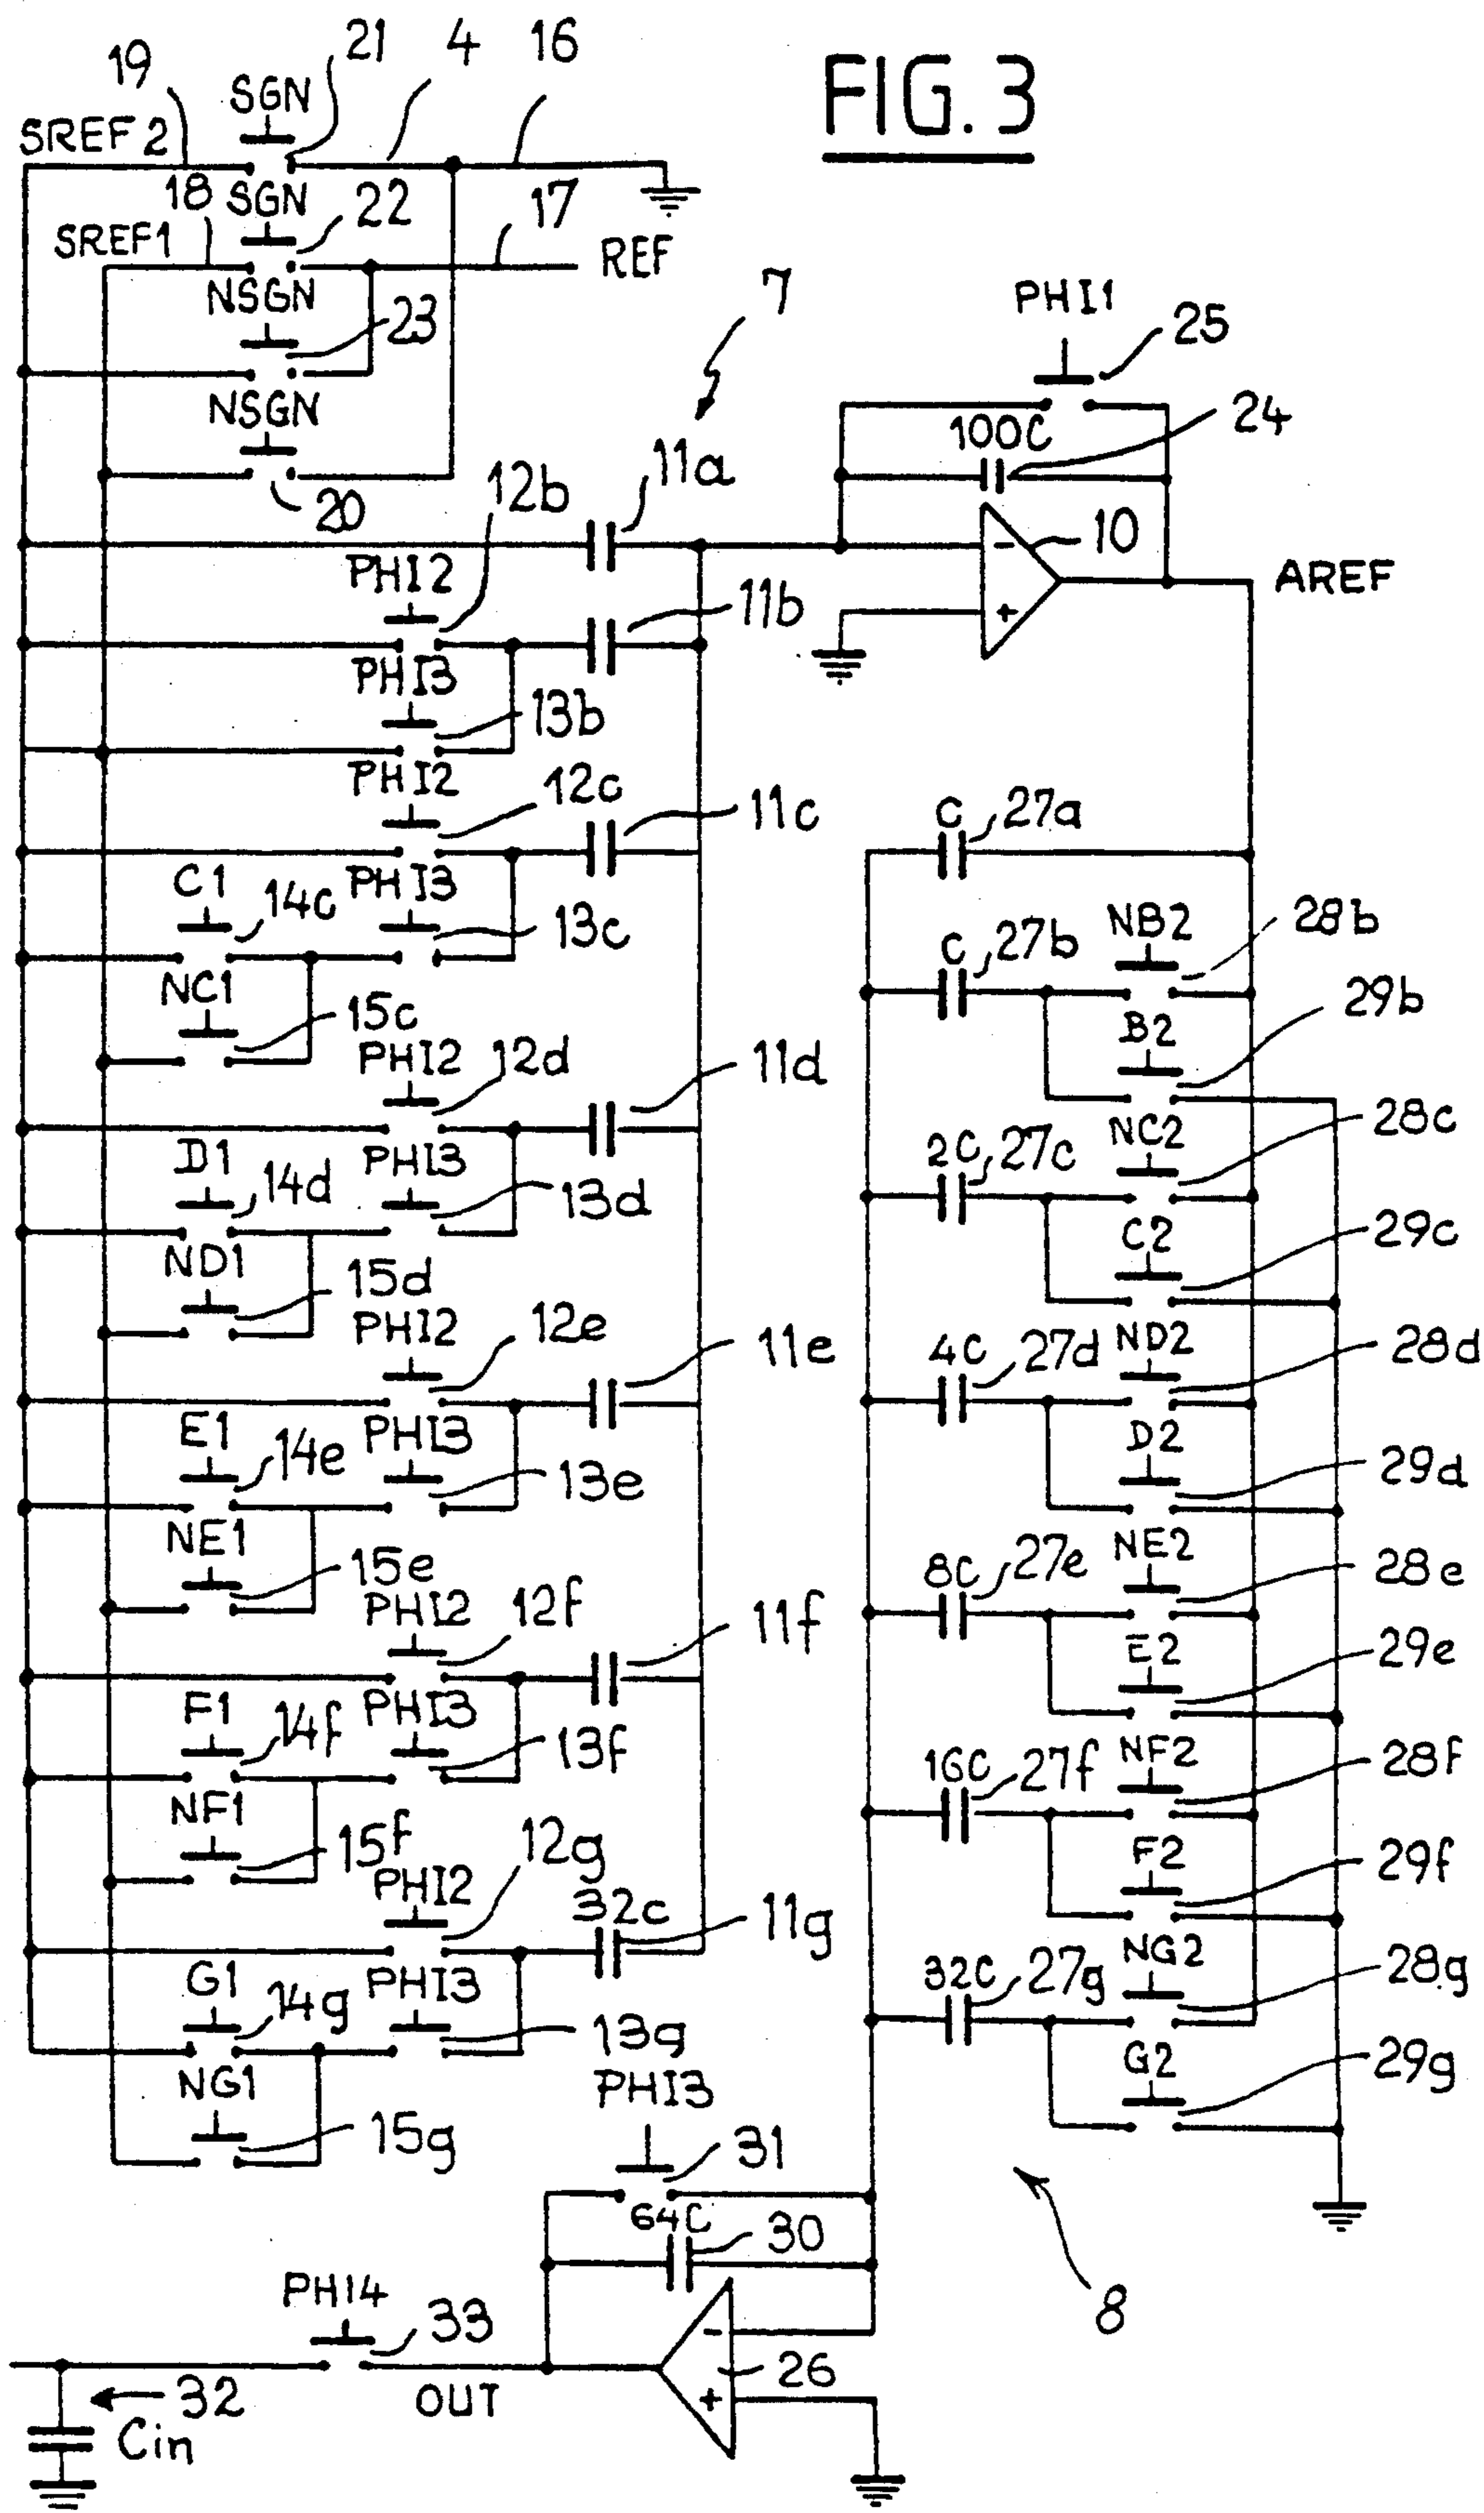 FIG. 3
19
21
4
16
SGN
SREF 2
18
SGN
22
17
SREF1
REF
NSGN
23
7
PHI1
25
NSGN
20
100C
24
12b
11a
10
AREF
PHI2
11b
PHI3
13b
PHI2
12c
11c
C1
14c
PHI3
13c
NC1
15c
PHI2
12d
11d
D1
14d
PHI3
13d
ND1
15d
PHI2
12e
11e
E1
14e
PHI3
13e
NE1
15e
PHI2
12f
11f
F1
14f
PHI3
13f
NF1
15f
PHI2
12g
32c
11g
G1
14g
PHI3
13g
NG1
15g
C
27a
C
27b
NB2
28b
B2
29b
2C
27c
NC2
28c
C2
29c
4C
27d
ND2
28d
D2
29d
8C
27e
NE2
28e
E2
29e
16C
27f
NF2
28f
F2
29f
32C
27g
NG2
28g
G2
29g
PHI3
31
64C
30
8
PHI4
33
26
OUT
32
Cin
-
+
-
+